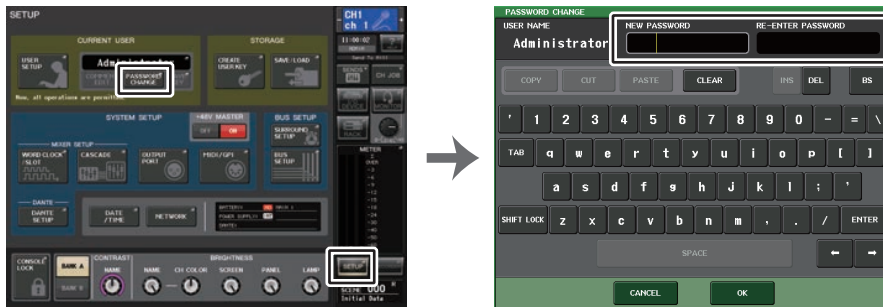 SETUP
CURRENT USER
STORAGE
USER SETUP
Administrator
PASSWORD CHANGE
CREATE USER KEY
SAVE/LOAD
Now, all operations are permitted.
SYSTEM SETUP
+48V MASTER
OFF
ON
BUS SETUP
SURROUND SETUP
MIXER SETUP
WORD CLOCK /SLOT
CASCADE
OUTPUT PORT
MIDI/GPI
BUS SETUP
DANTE
DANTE SETUP
DATE /TIME
NETWORK
CONSOLE LOCK
BANK A
BANK B
CONTRAST
NAME
BRIGHTNESS
NAME
CH COLOR
SCREEN
PANEL
LAMP
CH1
ch 1
CH JOB
RACK
METER
OVER
SETUP
SCENE 000
Initial Data
PASSWORD CHANGE
USER NAME
NEW PASSWORD
RE-ENTER PASSWORD
Administrator
COPY
CUT
PASTE
CLEAR
INS
DEL
BS
' 1 2 3 4 5 6 7 8 9 0 - = \
TAB q w e r t y u i o p [ ]
a s d f g h j k l ; '
SHIFT LOCK z x c v b n m , . / ENTER
SPACE
← →
CANCEL
OK